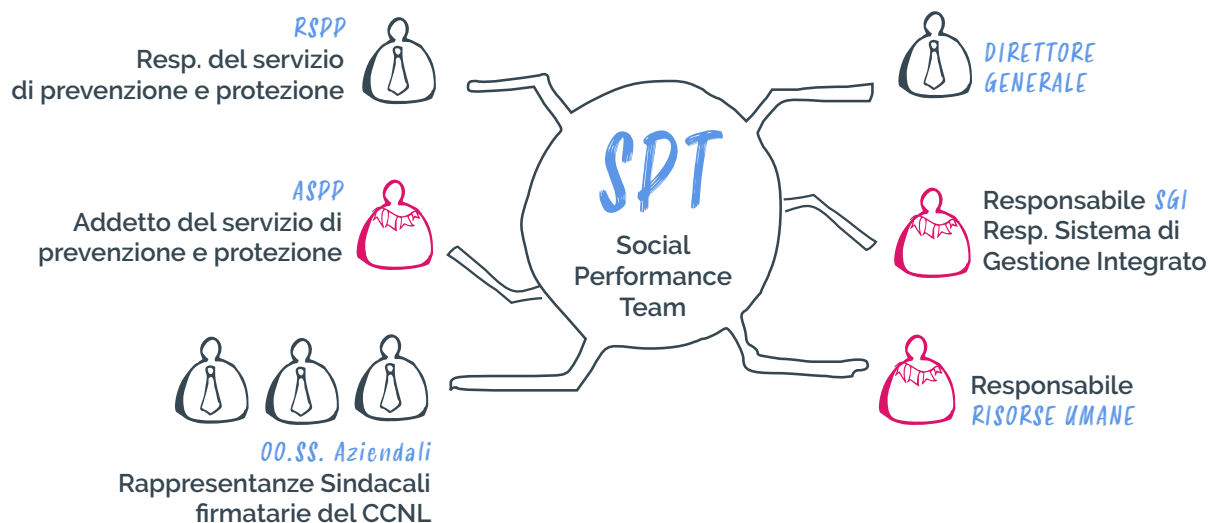 RSPP
Resp. del servizio
di prevenzione e protezione
ASPP
Addetto del servizio di
prevenzione e protezione
OO.SS. Aziendali
Rappresentanze Sindacali
firmatarie del CCNL
SPT
Social
Performance
Team
DIRETTORE
GENERALE
Responsabile SGI
Resp. Sistema di
Gestione Integrato
Responsabile
RISORSE UMANE